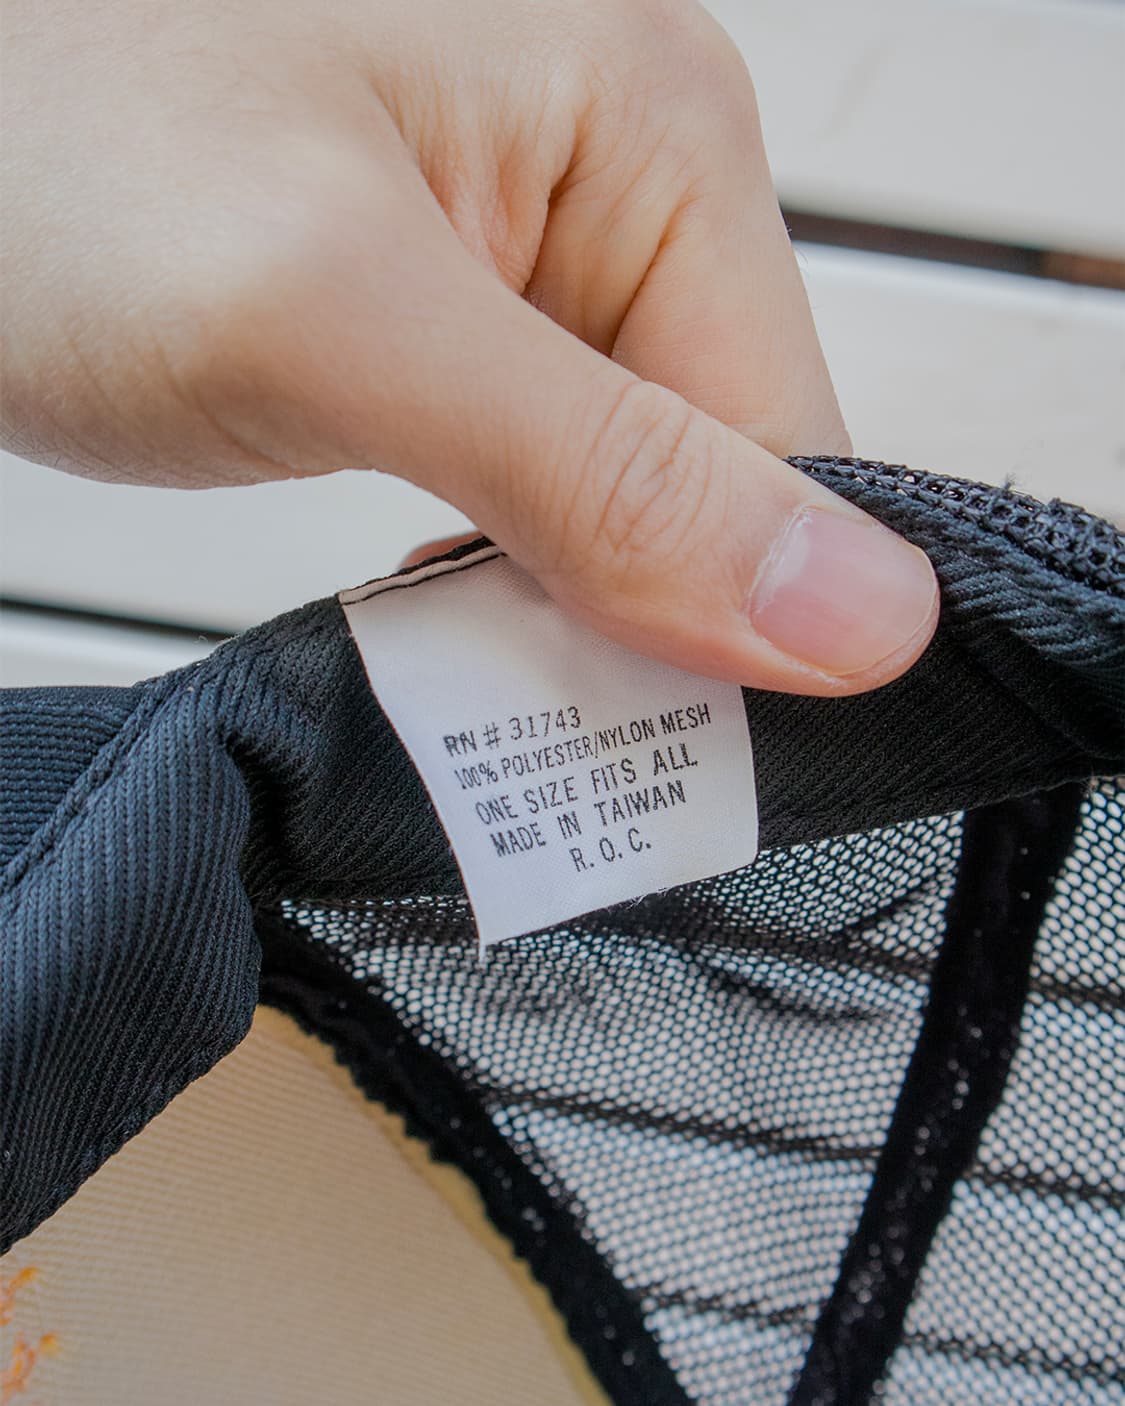 RN # 31743
100% POLYESTER/NYLON MESH
ONE SIZE FITS ALL
MADE IN TAIWAN
R. O. C.